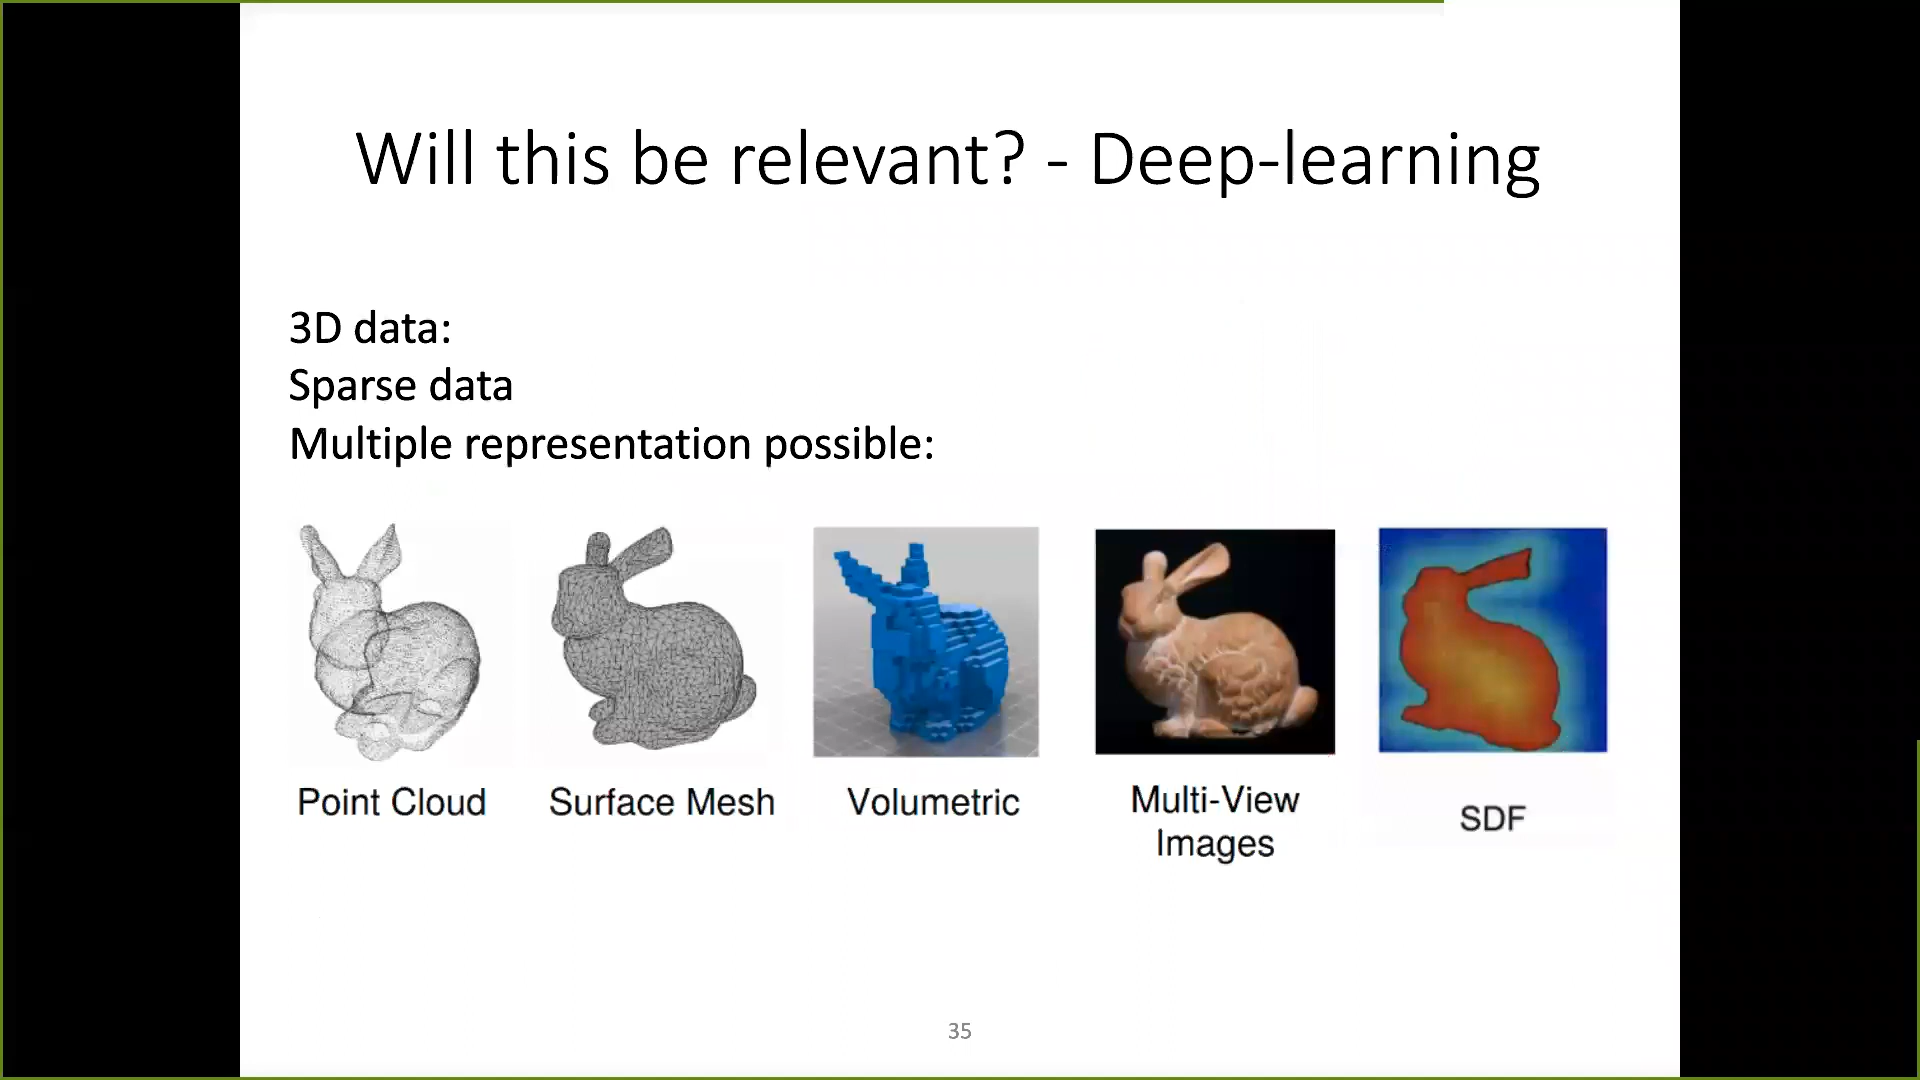 Will this be relevant? - Deep-learning
3D data:
Sparse data
Multiple representation possible:
Point Cloud
Surface Mesh
Volumetric
Multi-View
Images
SDF
35